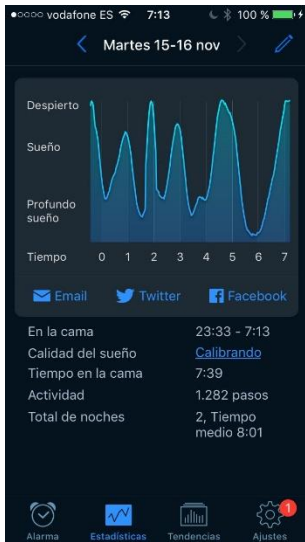 vodafone ES 7:13 100 %
Martes 15-16 nov
Despierto
Sueño
Profundo
sueño
Tiempo 0 1 2 3 4 5 6 7
Email Twitter Facebook
En la cama 23:33 - 7:13
Calidad del sueño Calibrando
Tiempo en la cama 7:39
Actividad 1.282 pasos
Total de noches 2, Tiempo
medio 8:01
1
Alarma Estadísticas Tendencias Ajustes